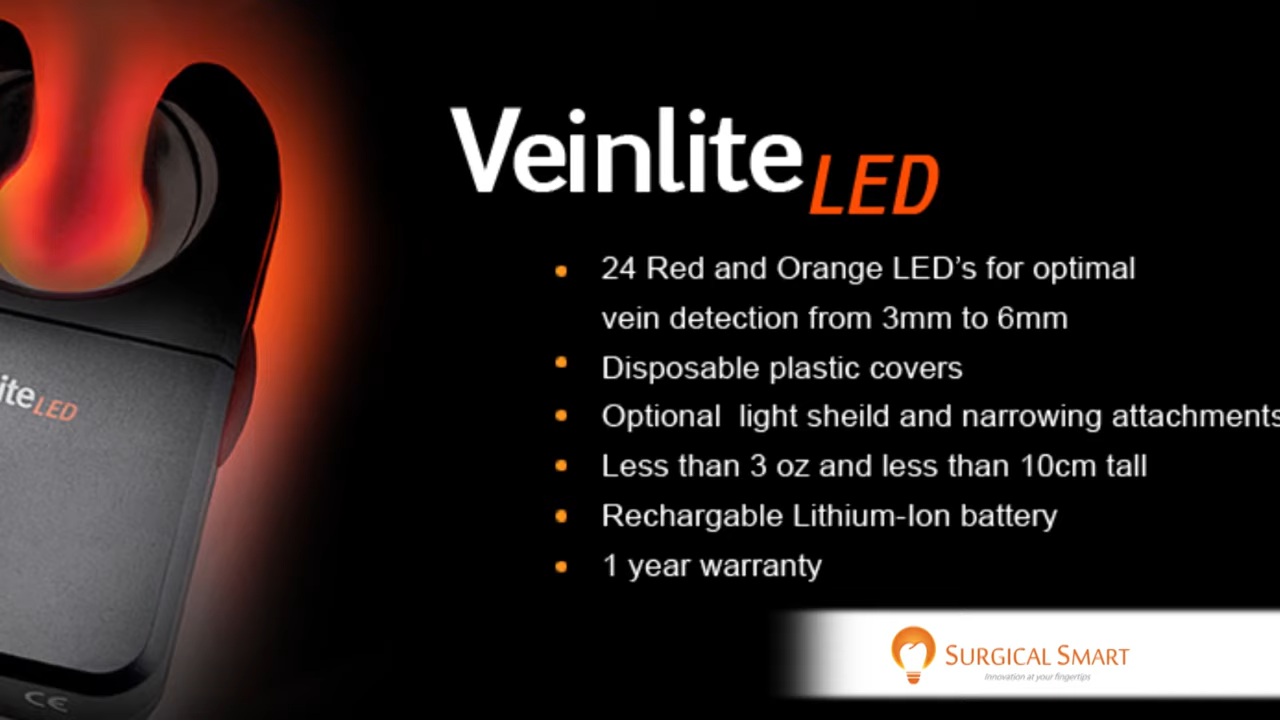 Veinlite LED
24 Red and Orange LED’s for optimal
vein detection from 3mm to 6mm
Disposable plastic covers
Optional light sheild and narrowing attachments
Less than 3 oz and less than 10cm tall
Rechargable Lithium-Ion battery
1 year warranty
ite LED
CE
SURGICAL SMART
Innovation at your fingertips